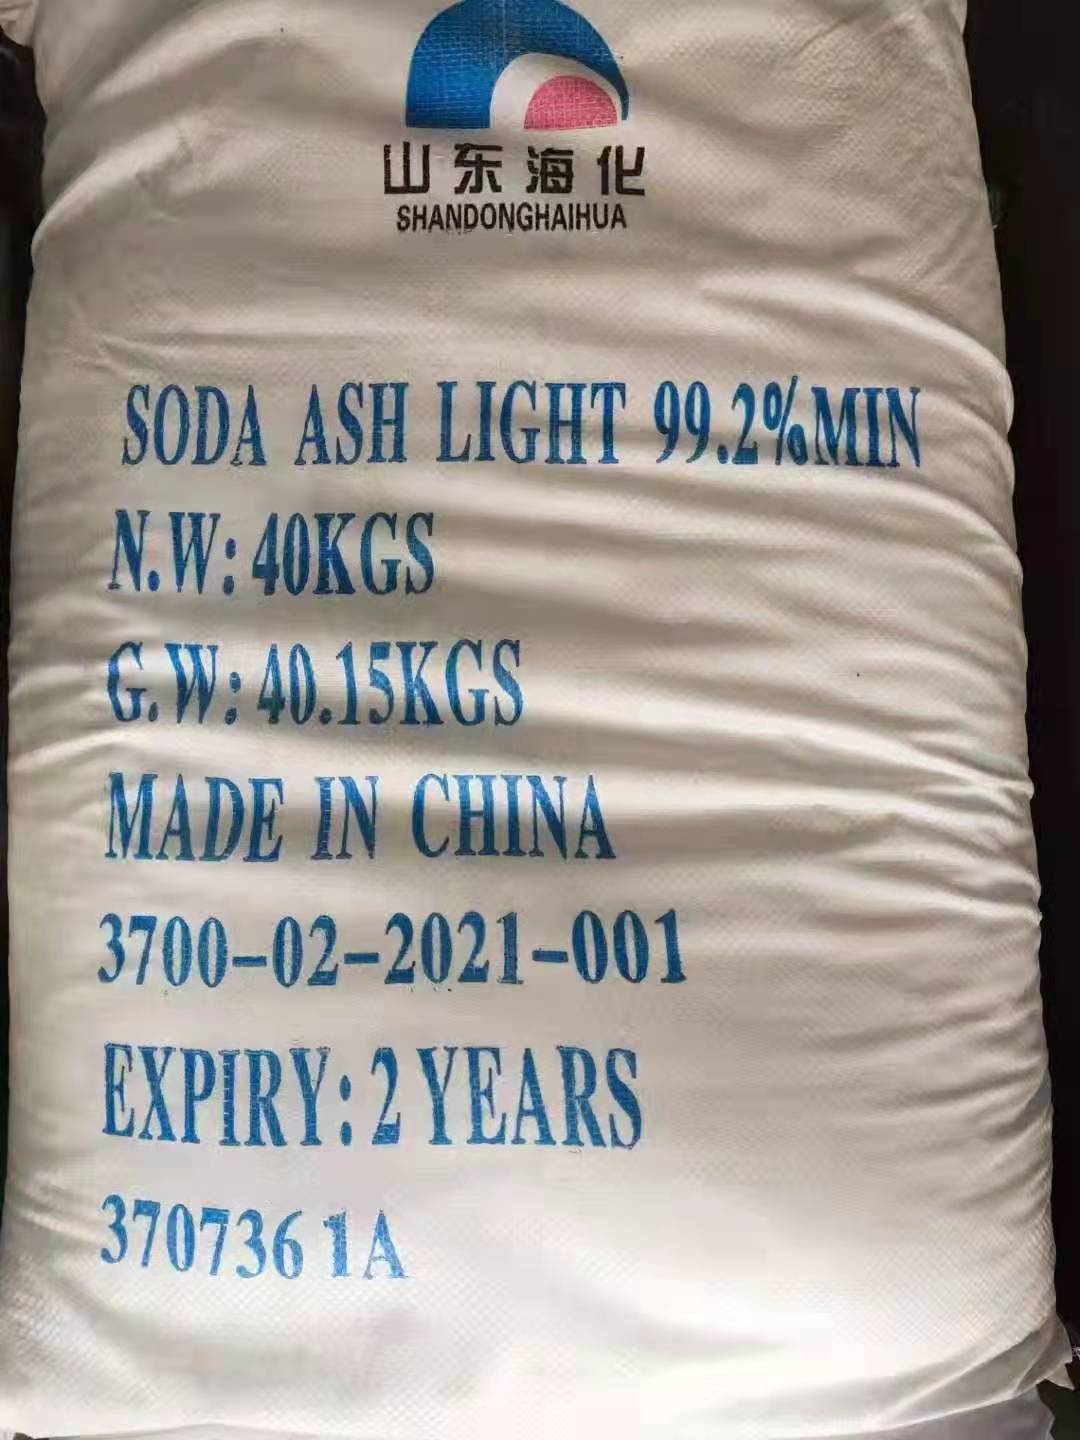 山东海化
SHANDONGHAIHUA
SODA ASH LIGHT 99.2%MIN
N.W:40KGS
G.W:40.15KGS
MADE IN CHINA
3700-02-2021-001
EXPIRY:2 YEARS
3707361A